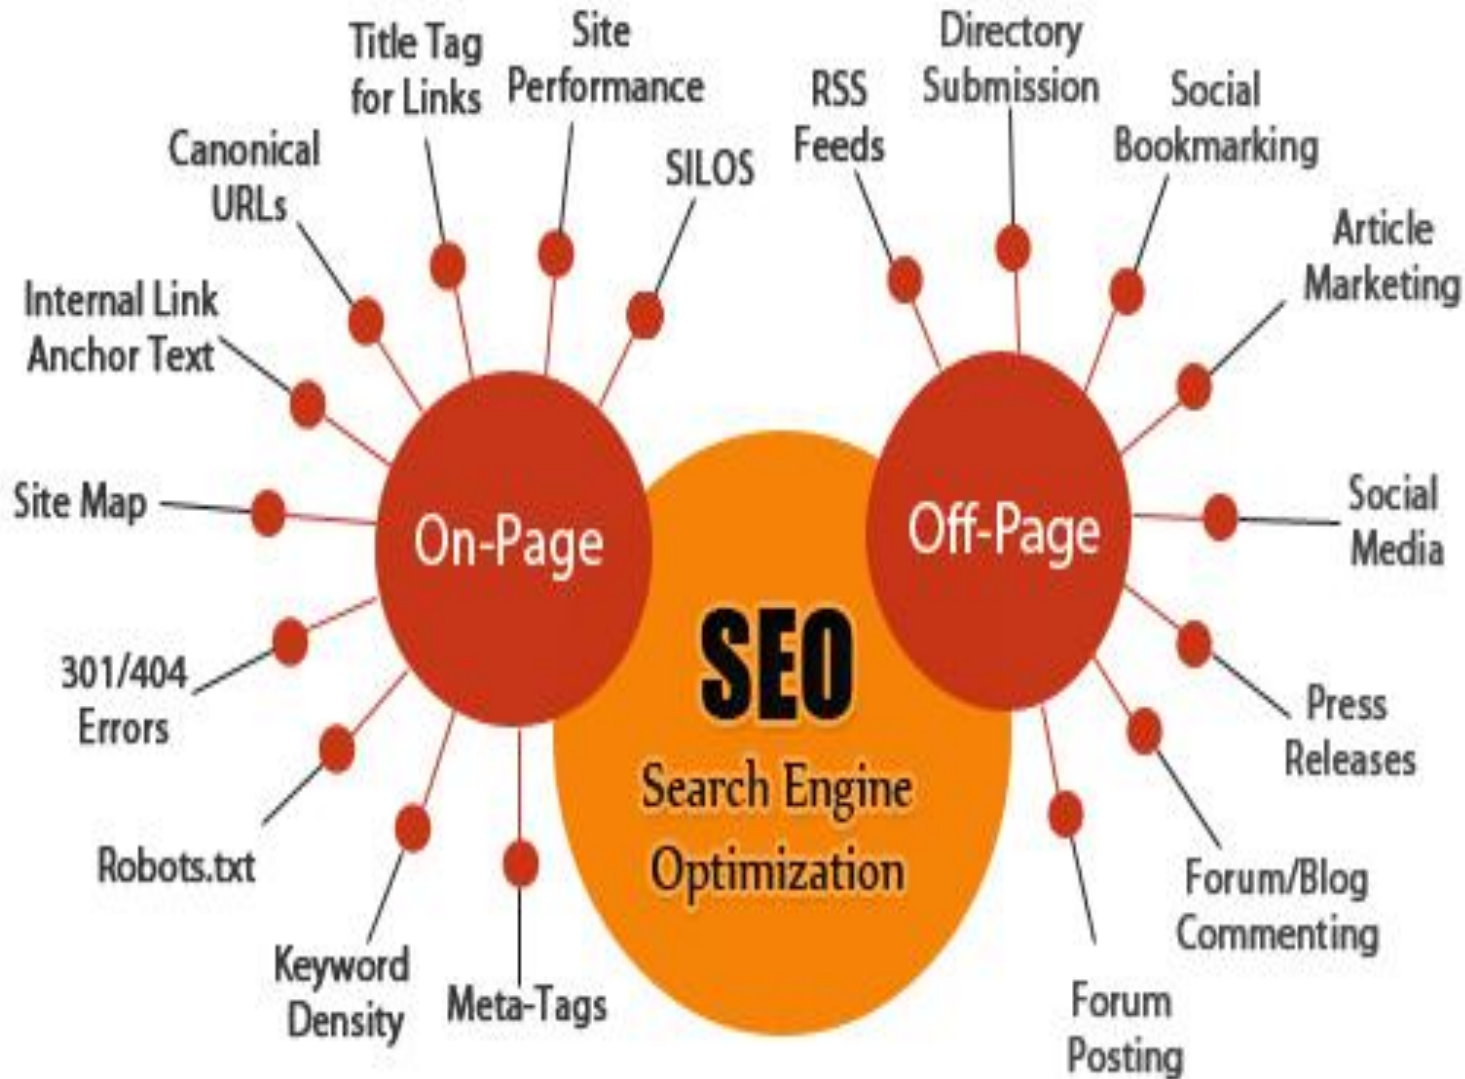 Title Tag
for Links
Site
Performance
SILOS
Canonical
URLs
Internal Link
Anchor Text
Site Map
301/404
Errors
Robots.txt
Keyword
Density
Meta-Tags
On-Page
SEO
Search Engine
Optimization
Off-Page
RSS
Feeds
Directory
Submission
Social
Bookmarking
Article
Marketing
Social
Media
Press
Releases
Forum/Blog
Commenting
Forum
Posting